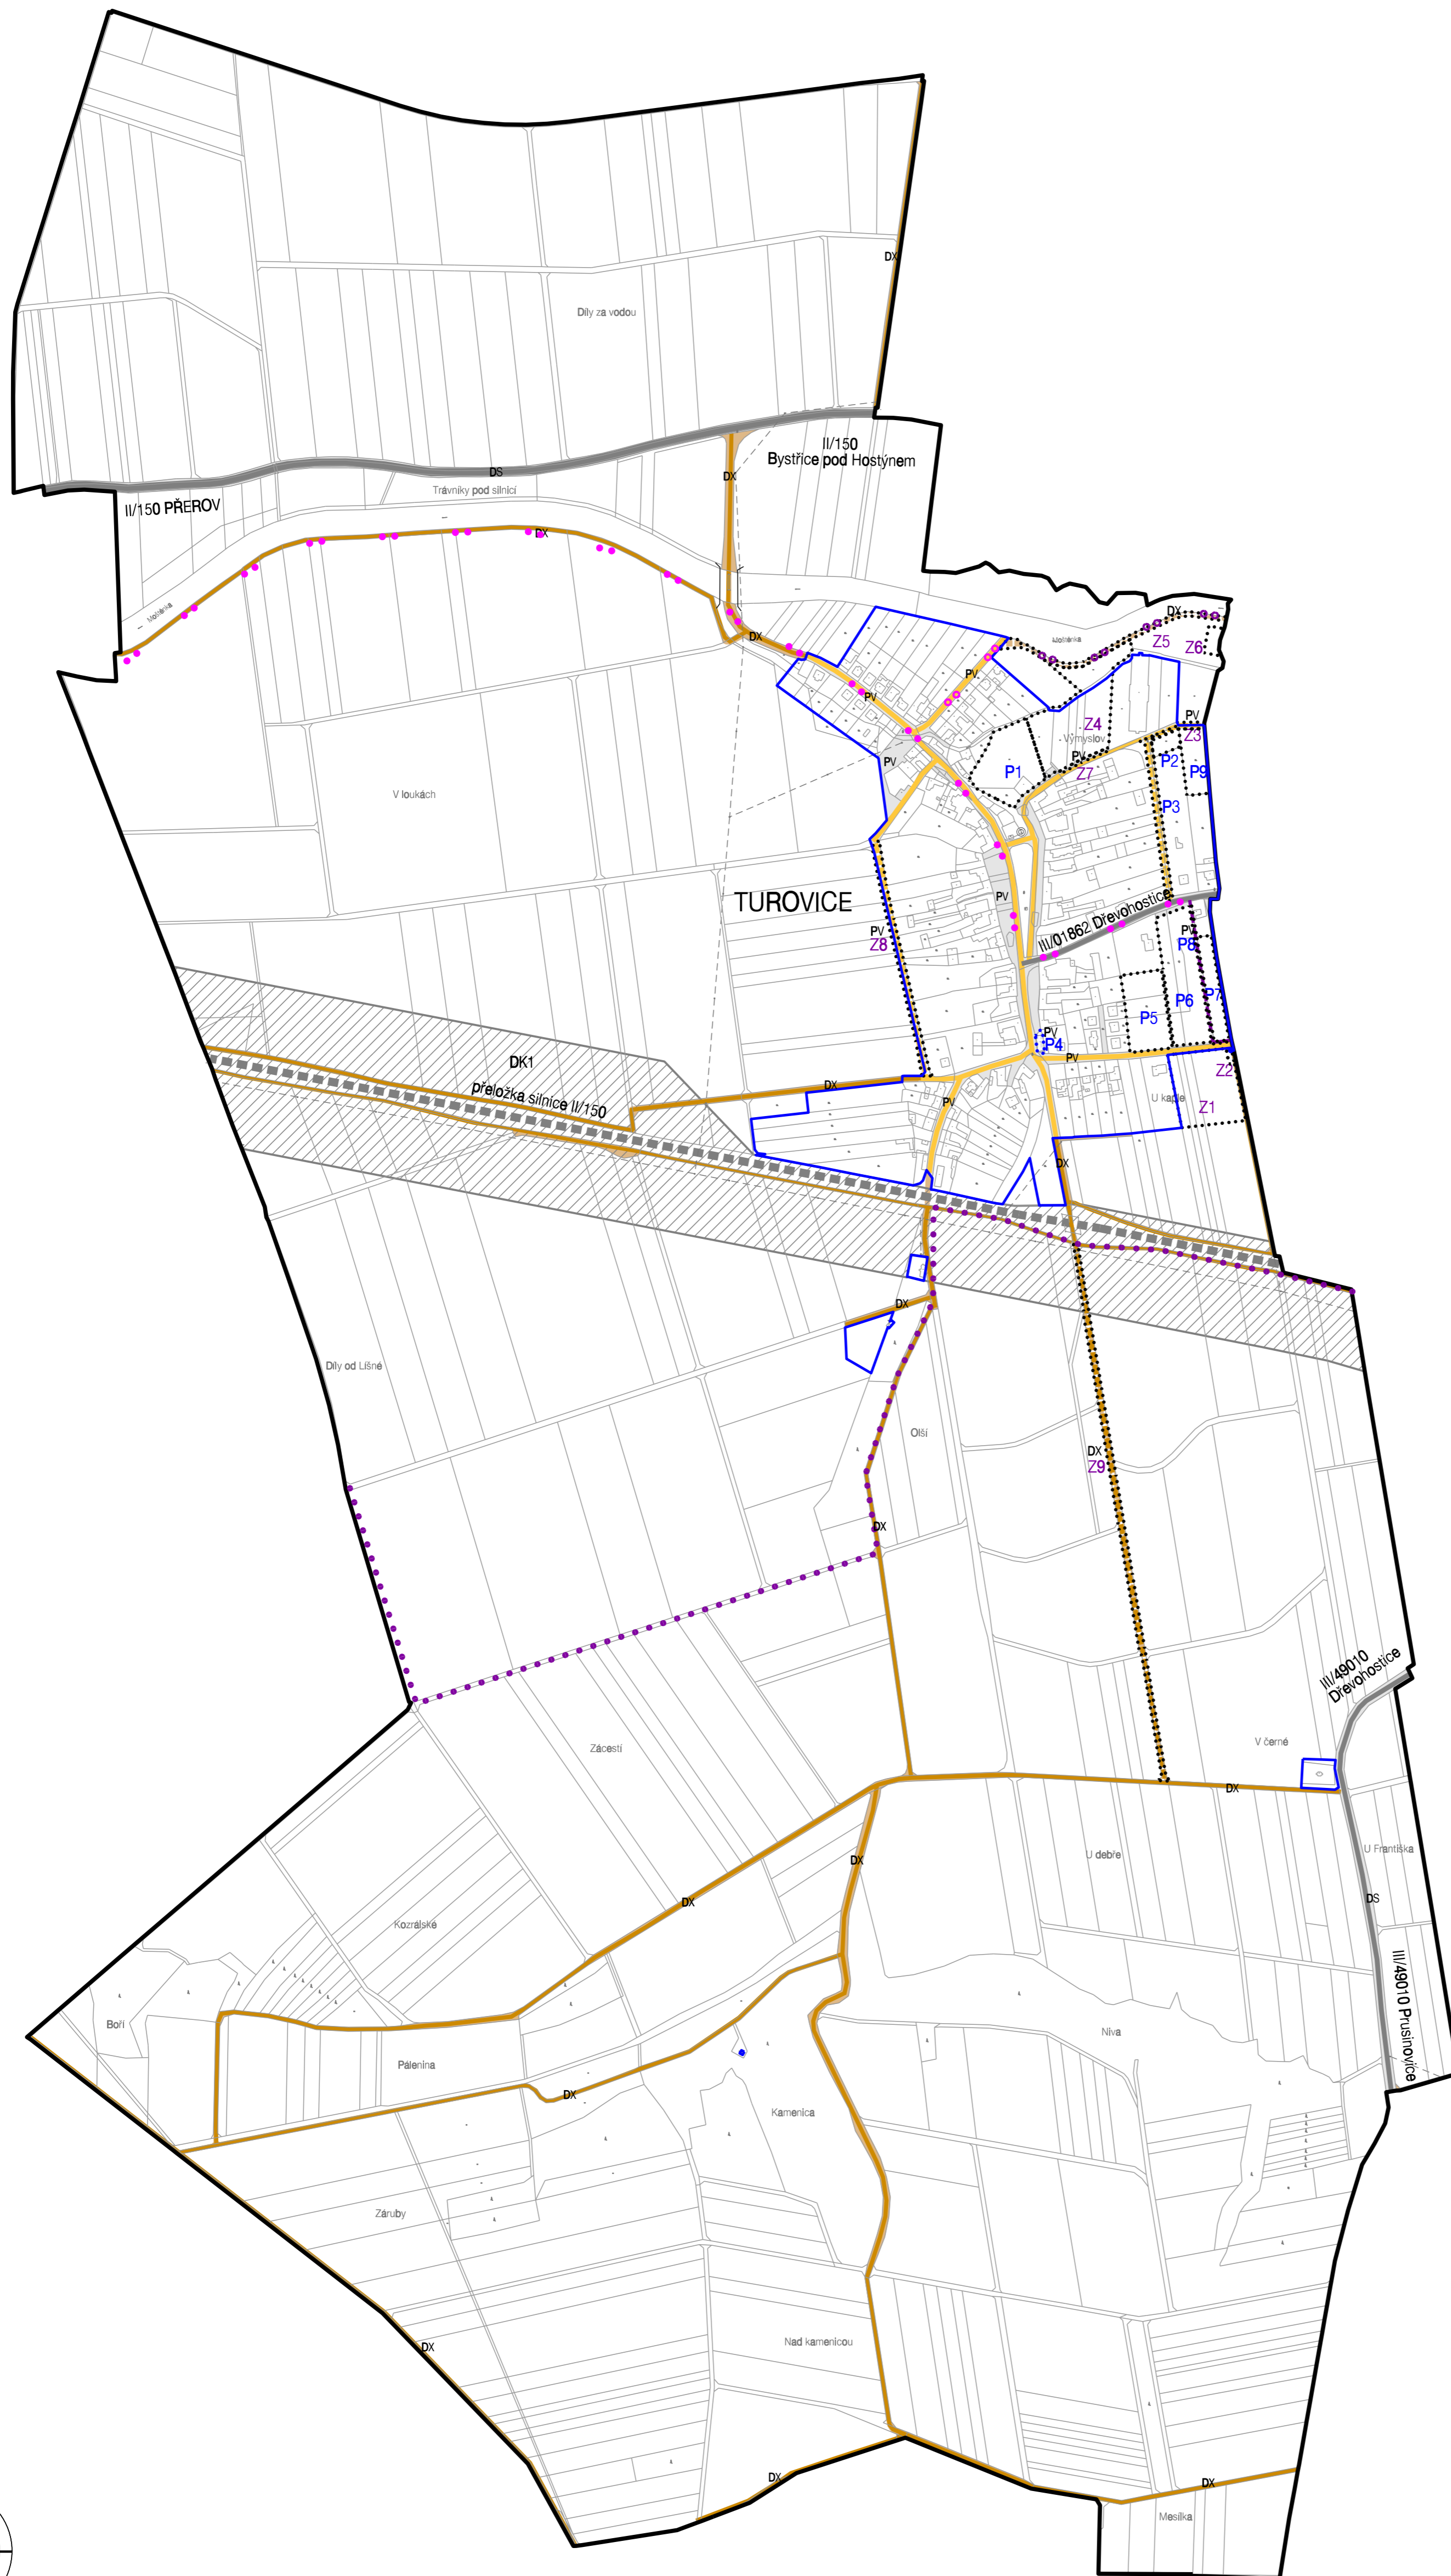 DX
Díly za vodou
II/150
Bystřice pod Hostýnem
DS
DX
Trávníky pod silnicí
II/150 PŘEROV
DX
Moštěnka
DX
Moštěnka
DX
Z5
Z6
PV
PV
PV
Z3
Z4
Výmyslov
PV
Z7
P1
P2
P9
PV
V loukách
P3
TUROVICE
PV
III/01862 Dřevohostice
PV
Z8
PV
P8
P7
P6
P5
PV
P4
PV
DK1
přeložka silnice II/150
DX
PV
Z2
U kaple
Z1
DX
DX
Díly od Líšné
Olší
DX
Z9
DX
III/49010
Dřevohostice
Zácestí
V černé
DX
U debře
U Františka
DX
DX
DS
Kozrálské
III/49010 Prusinovice
Boří
Niva
Pálenina
DX
Kamenica
Záruby
Nad kamenicou
DX
DX
DX
Mesilka